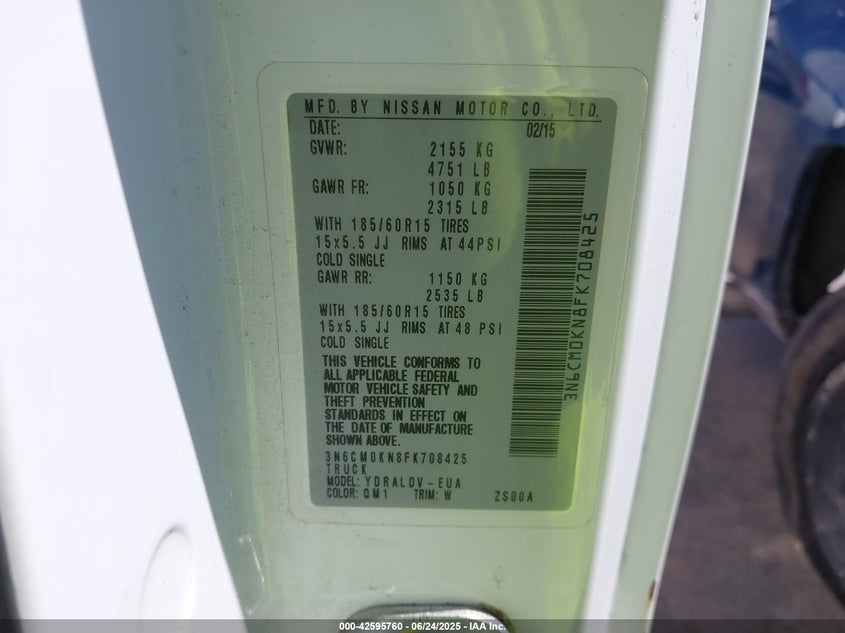 MFD. BY NISSAN MOTOR CO., LTD.
DATE: 02/15
GVWR: 2155 KG
4751 LB
GAWR FR: 1050 KG
2315 LB
WITH 185/60R15 TIRES
15x5.5 JJ RIMS AT 44PSI
COLD SINGLE
GAWR RR: 1150 KG
2535 LB
WITH 185/60R15 TIRES
15x5.5 JJ RIMS AT 48 PSI
COLD SINGLE
THIS VEHICLE CONFORMS TO
ALL APPLICABLE FEDERAL
MOTOR VEHICLE SAFETY AND
THEFT PREVENTION
STANDARDS IN EFFECT ON
THE DATE OF MANUFACTURE
SHOWN ABOVE.
3N6CM0KN8FK708425
TRUCK
MODEL: YDRALDV-EUA
COLOR: QM1 TRIM: W ZS00A
3N6CM0KN8FK708425
000-42595760 - 06/24/2025 - IAA Inc.